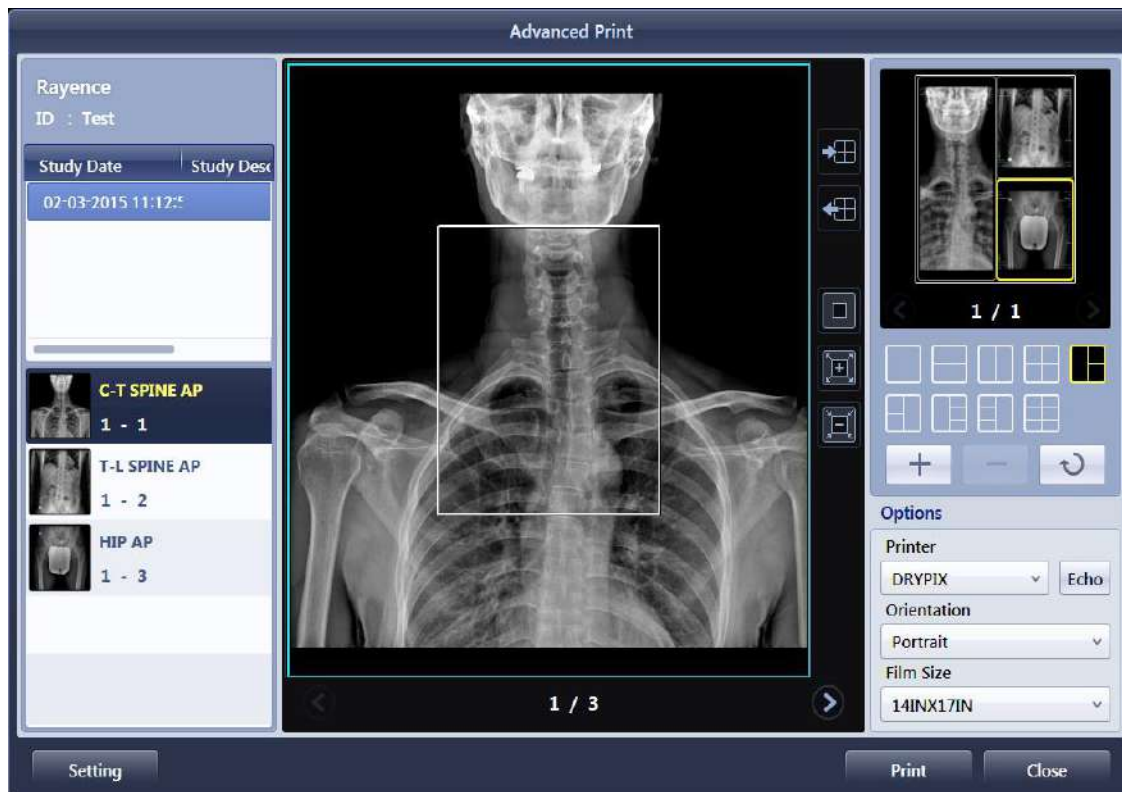 Advanced Print
Rayence
ID : Test
Study Date Study Desc
02-03-2015 11:12:5
C-T SPINE AP
1 - 1
T-L SPINE AP
1 - 2
HIP AP
1 - 3
1 / 3
1 / 1
Options
Printer
DRYPIX
Echo
Orientation
Portrait
Film Size
14INX17IN
Setting
Print
Close